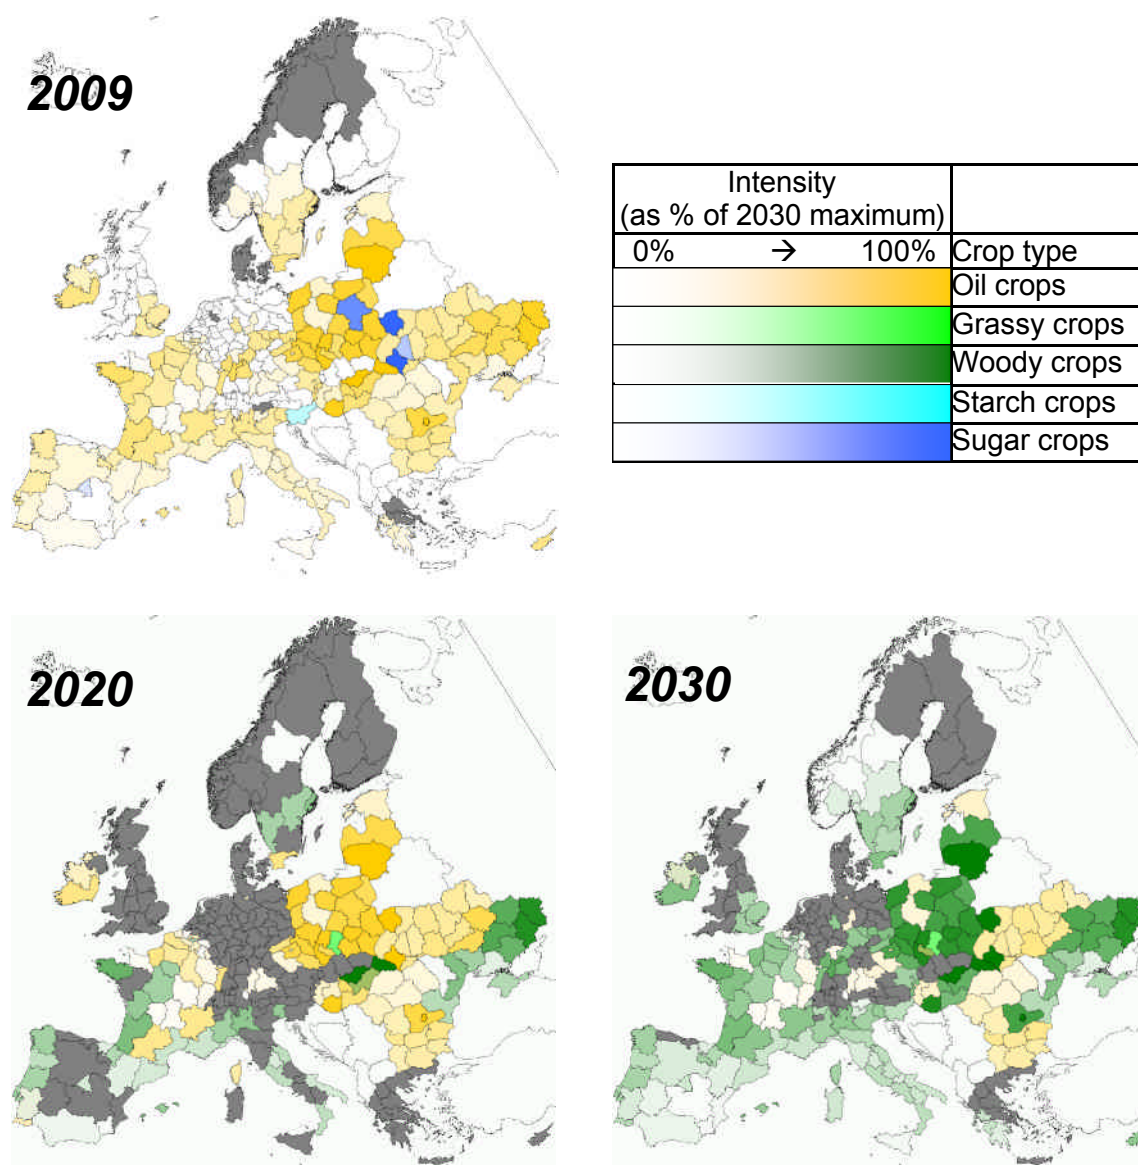 2009
Intensity
(as % of 2030 maximum)
0% → 100% Crop type
Oil crops
Grassy crops
Woody crops
Starch crops
Sugar crops
2020
2030